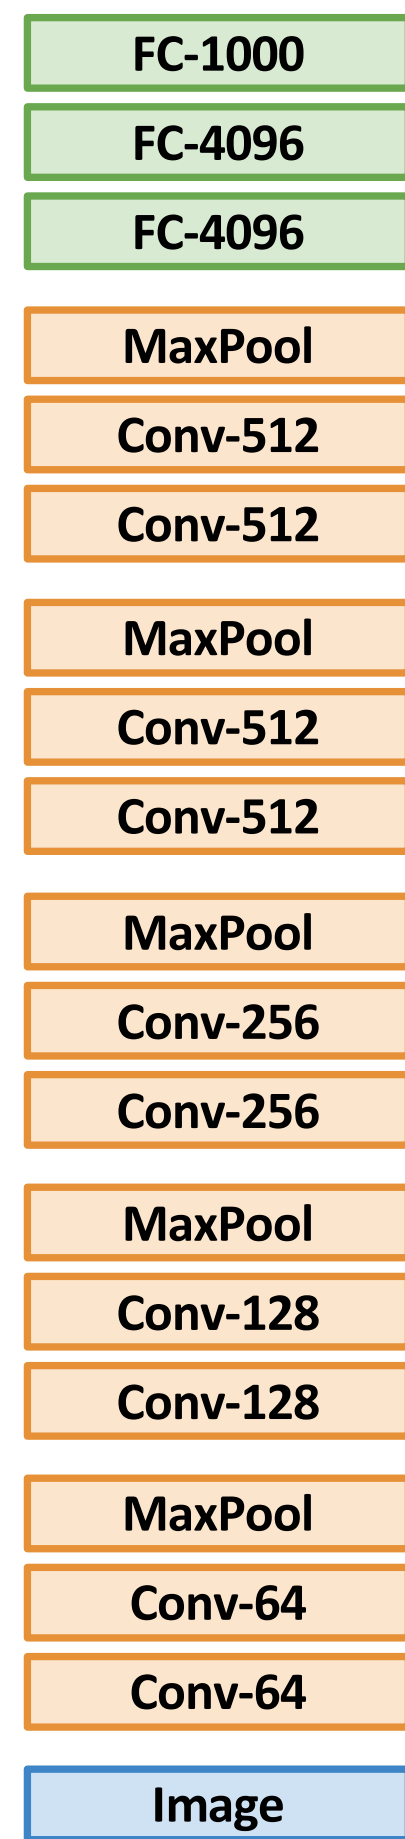 FC-1000
FC-4096
FC-4096
MaxPool
Conv-512
Conv-512
MaxPool
Conv-512
Conv-512
MaxPool
Conv-256
Conv-256
MaxPool
Conv-128
Conv-128
MaxPool
Conv-64
Conv-64
Image